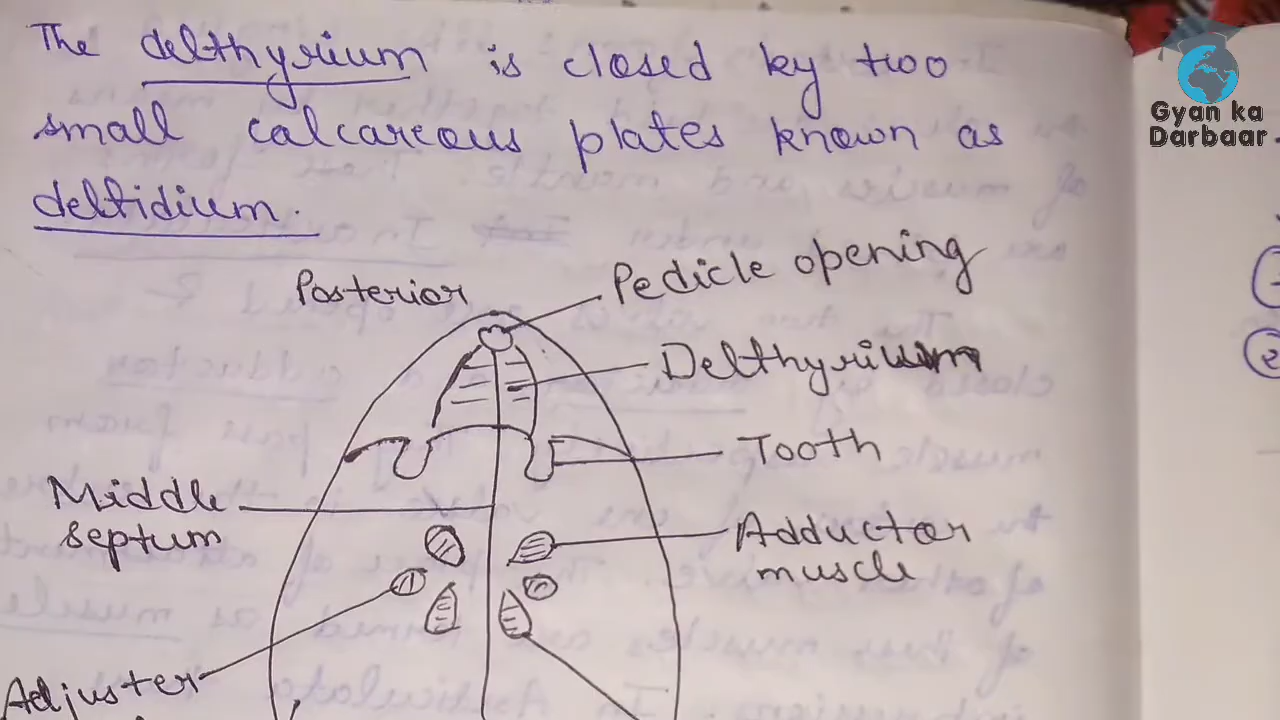 The delthyrium is closed by two
small calcareous plates known as
deltidium.
Gyan ka
Darbaar
Posterior
Pedicle opening
Delthyrium
Tooth
Middle
septum
Adductor
muscle
Adjuster